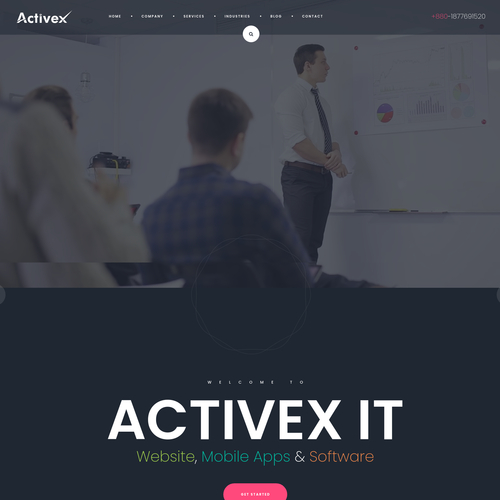 Activex
HOME • COMPANY • SERVICES • INDUSTRIES • BLOG • CONTACT
+880-1877691520
WELCOME TO
ACTIVEX IT
Website, Mobile Apps & Software
GET STARTED